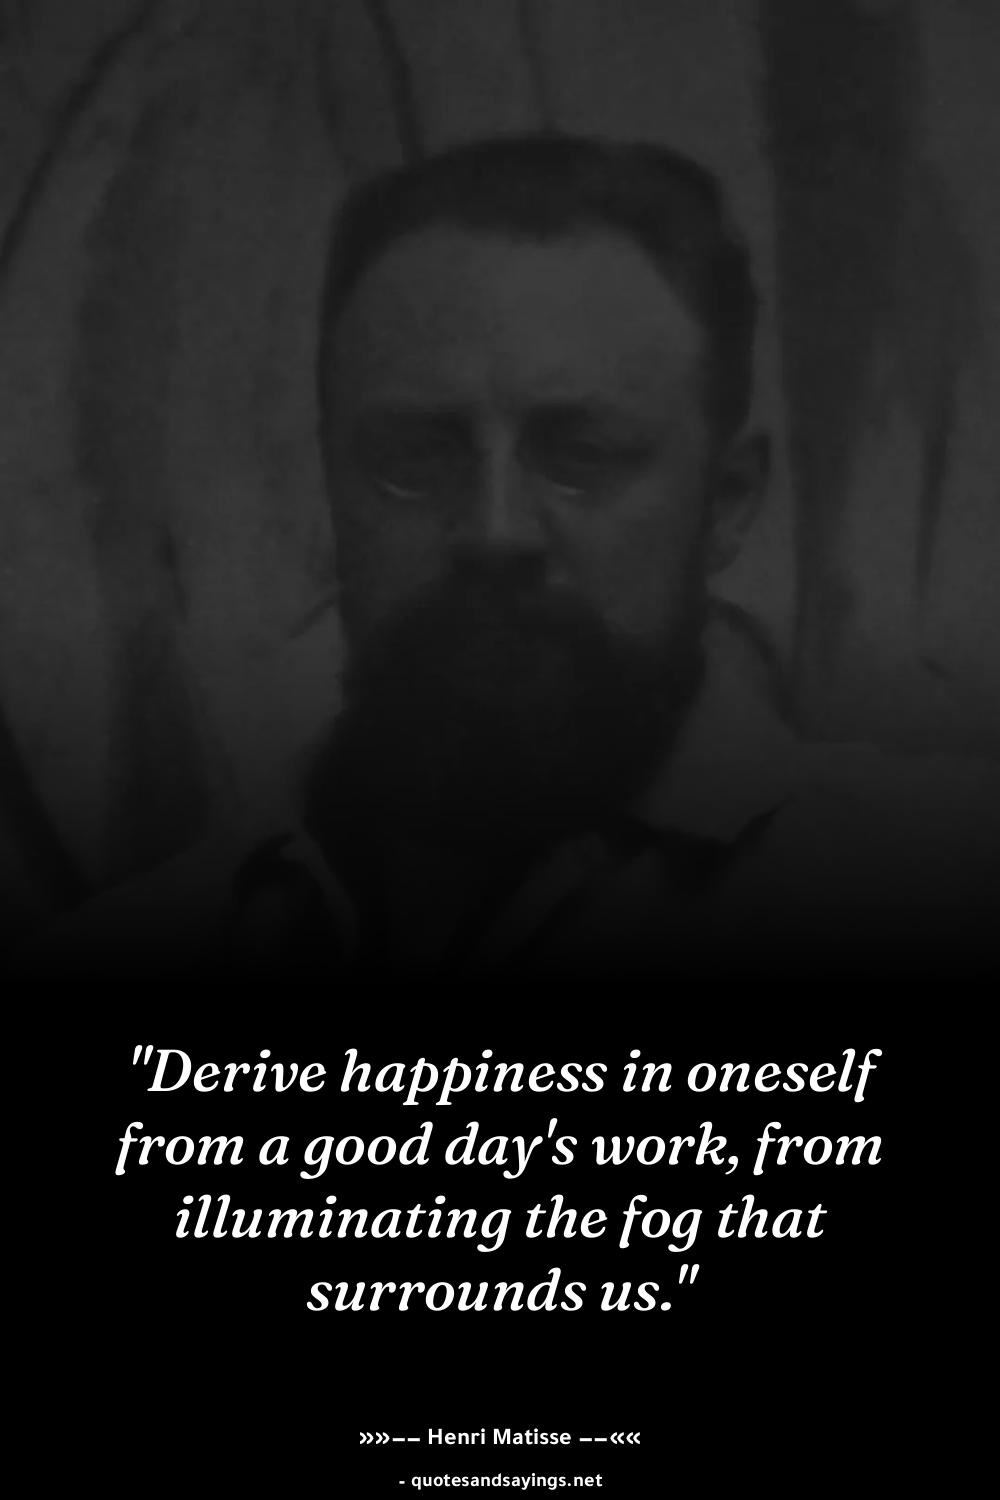 "Derive happiness in oneself
from a good day's work, from
illuminating the fog that
surrounds us."
»»–– Henri Matisse ––««
- quotesandsayings.net